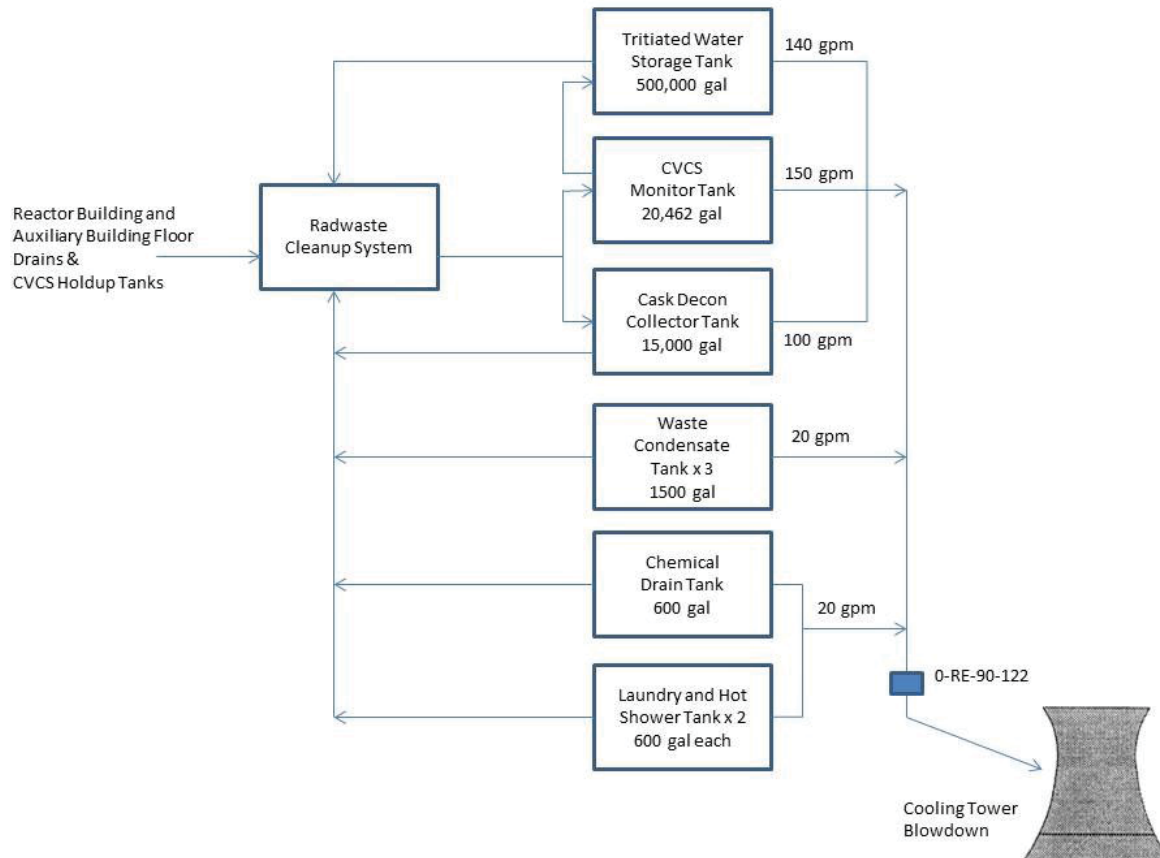 Tritiated Water
Storage Tank
500,000 gal
140 gpm
CVCS
Monitor Tank
20,462 gal
150 gpm
Reactor Building and
Auxiliary Building Floor
Drains &
CVCS Holdup Tanks
Radwaste
Cleanup System
Cask Decon
Collector Tank
15,000 gal
100 gpm
Waste
Condensate
Tank x 3
1500 gal
20 gpm
Chemical
Drain Tank
600 gal
20 gpm
Laundry and Hot
Shower Tank x 2
600 gal each
0-RE-90-122
Cooling Tower
Blowdown